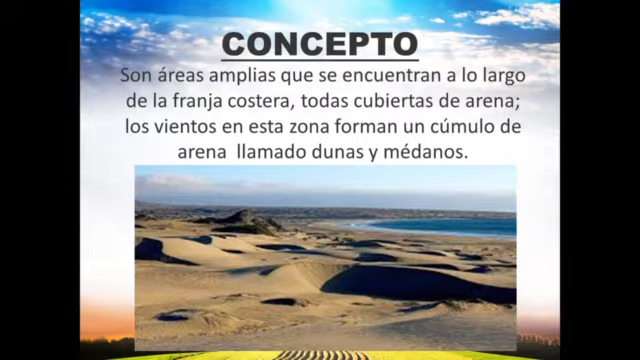 CONCEPTO
Son áreas amplias que se encuentran a lo largo
de la franja costera, todas cubiertas de arena;
los vientos en esta zona forman un cúmulo de
arena llamado dunas y médanos.